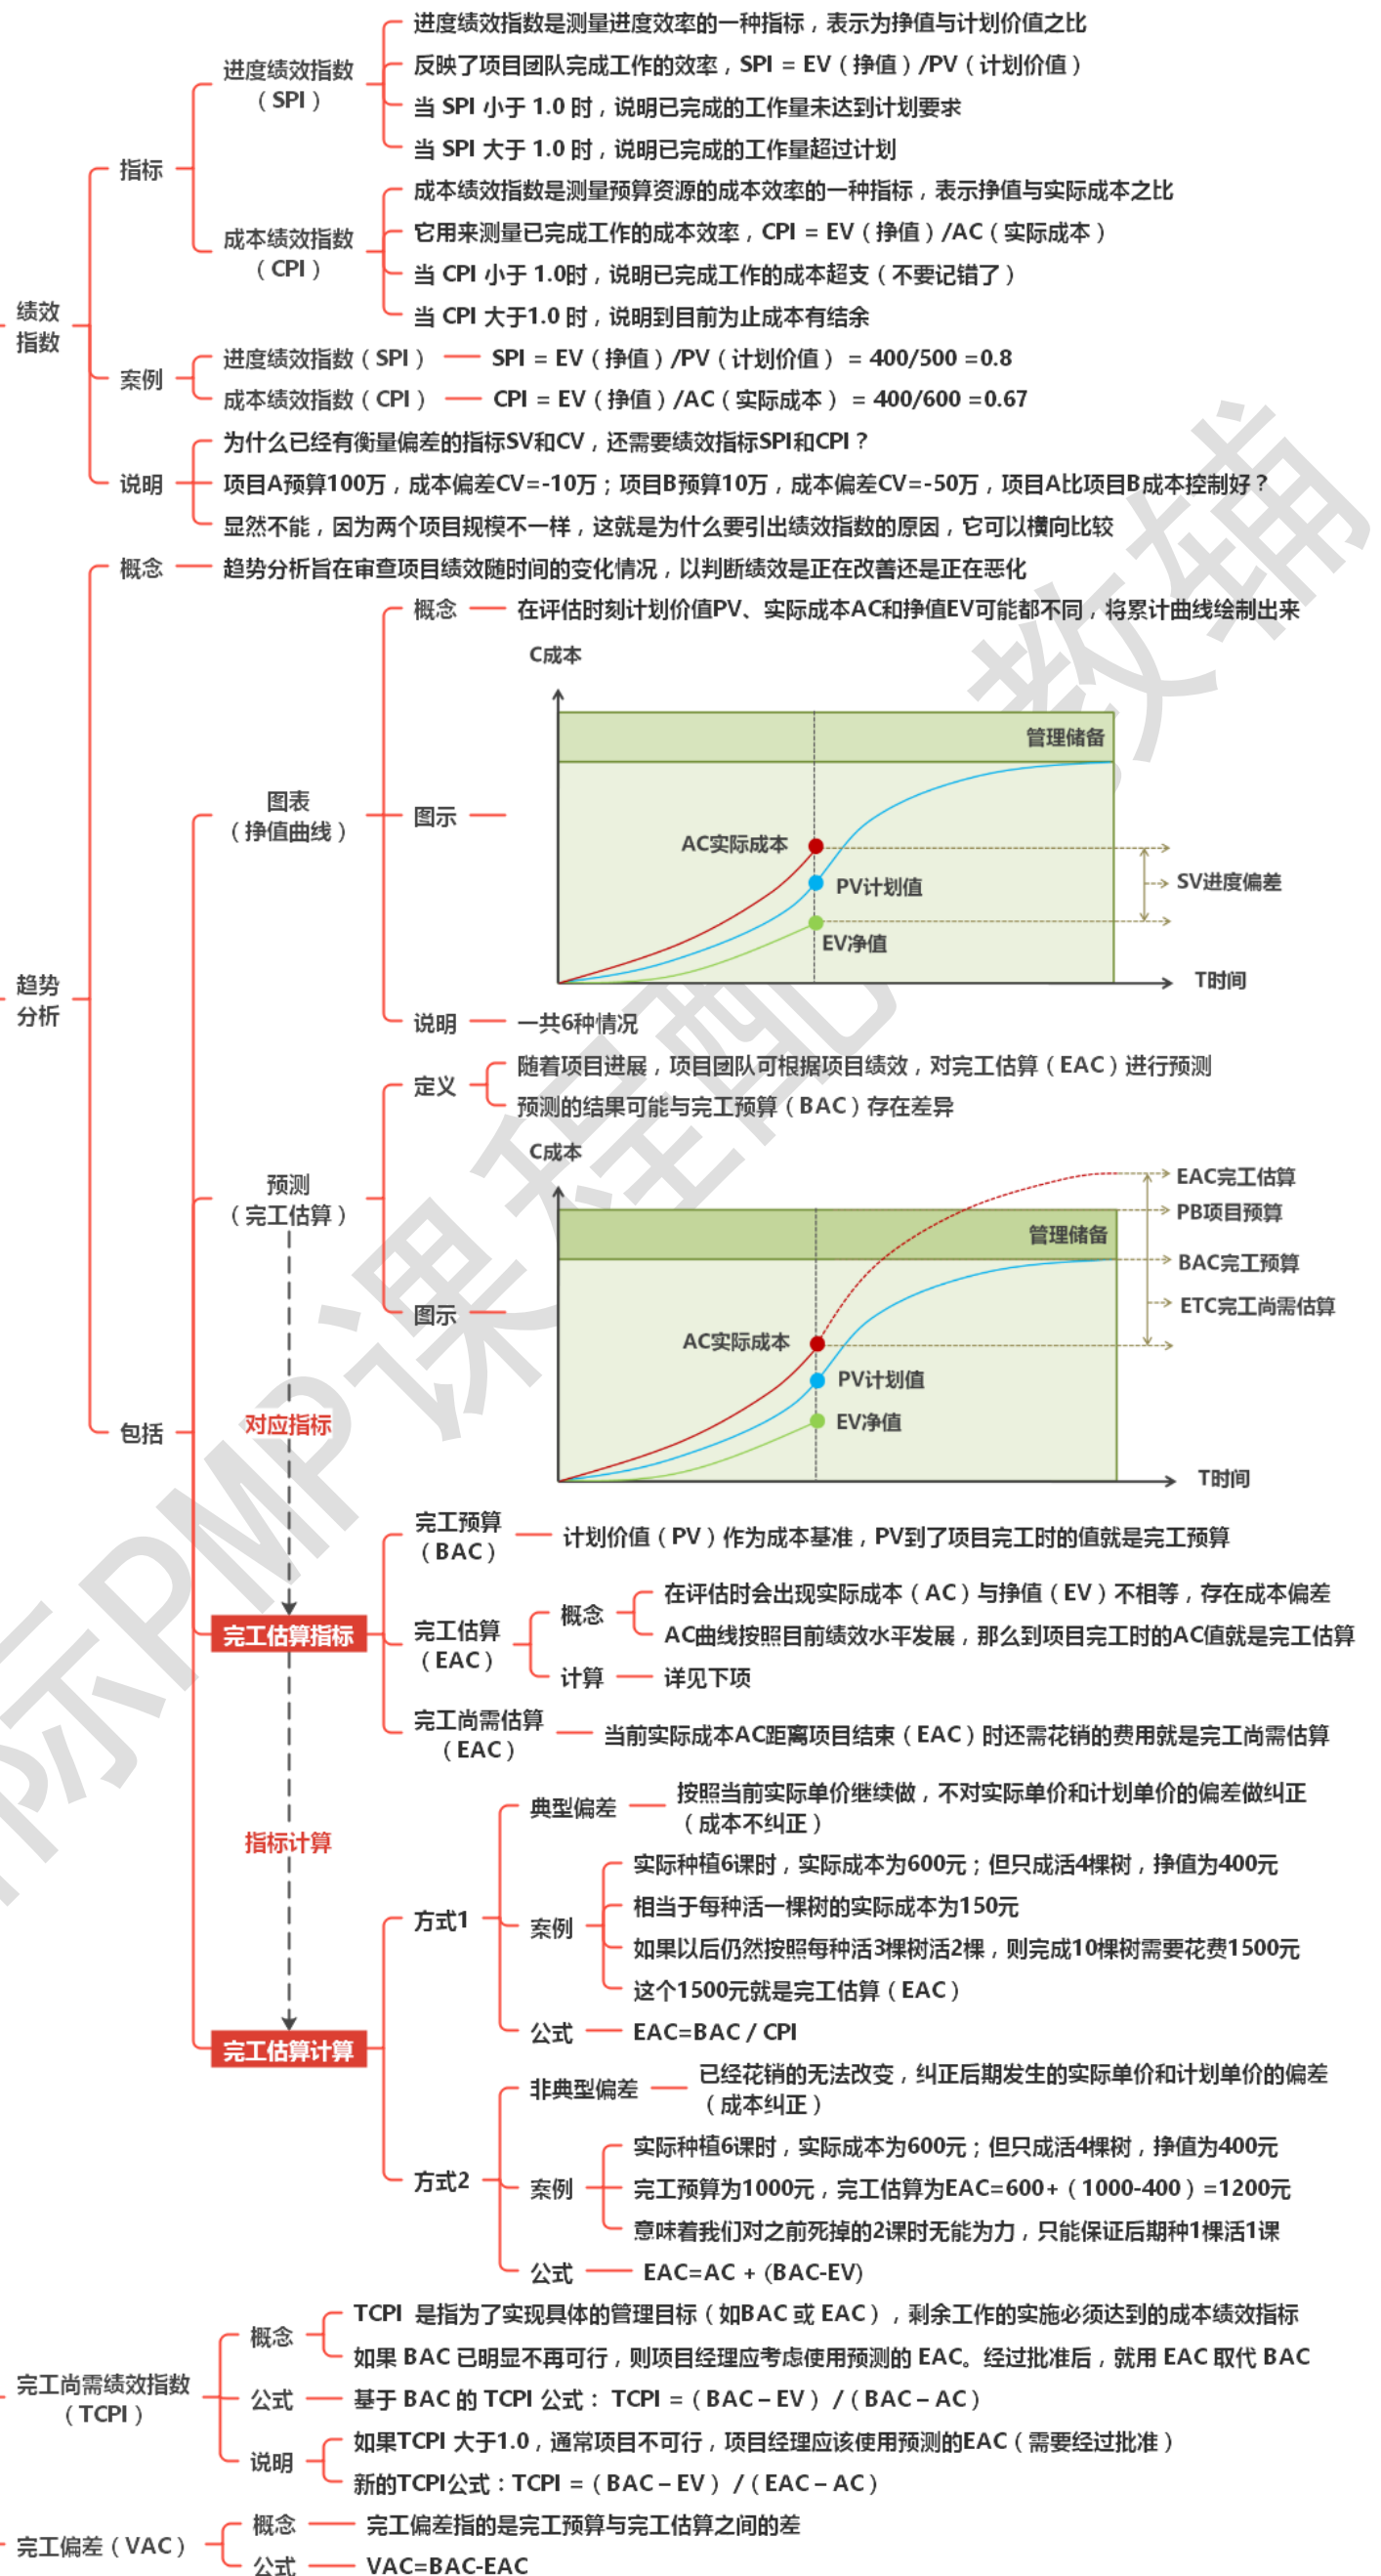 进度绩效指数是测量进度效率的一种指标，表示为挣值与计划价值之比
进度绩效指数
（SPI）
反映了项目团队完成工作的效率，SPI = EV（挣值）/PV（计划价值）
当 SPI 小于 1.0 时，说明已完成的工作量未达到计划要求
当 SPI 大于 1.0 时，说明已完成的工作量超过计划
指标
成本绩效指数是测量预算资源的成本效率的一种指标，表示挣值与实际成本之比
成本绩效指数
（CPI）
它用来测量已完成工作的成本效率，CPI = EV（挣值）/AC（实际成本）
当 CPI 小于 1.0时，说明已完成工作的成本超支（不要记错了）
当 CPI 大于1.0 时，说明到目前为止成本有结余
绩效
指数
案例
进度绩效指数（SPI）
SPI = EV（挣值）/PV（计划价值） = 400/500 =0.8
成本绩效指数（CPI）
CPI = EV（挣值）/AC（实际成本） = 400/600 =0.67
说明
为什么已经有衡量偏差的指标SV和CV，还需要绩效指标SPI和CPI？
项目A预算100万，成本偏差CV=-10万；项目B预算10万，成本偏差CV=-50万，项目A比项目B成本控制好？
显然不能，因为两个项目规模不一样，这就是为什么要引出绩效指数的原因，它可以横向比较
趋势
分析
概念
趋势分析旨在审查项目绩效随时间的变化情况，以判断绩效是正在改善还是正在恶化
包括
图表
（挣值曲线）
概念
在评估时刻计划价值PV、实际成本AC和挣值EV可能都不同，将累计曲线绘制出来
图示
C成本
管理储备
AC实际成本
PV计划值
SV进度偏差
EV净值
T时间
说明
一共6种情况
预测
（完工估算）
定义
随着项目进展，项目团队可根据项目绩效，对完工估算（EAC）进行预测
预测的结果可能与完工预算（BAC）存在差异
图示
C成本
EAC完工估算
PB项目预算
管理储备
BAC完工预算
ETC完工尚需估算
AC实际成本
PV计划值
EV净值
T时间
对应指标
完工估算指标
完工预算
（BAC）
计划价值（PV）作为成本基准，PV到了项目完工时的值就是完工预算
完工估算
（EAC）
概念
在评估时会出现实际成本（AC）与挣值（EV）不相等，存在成本偏差
AC曲线按照目前绩效水平发展，那么到项目完工时的AC值就是完工估算
计算
详见下项
完工尚需估算
（EAC）
当前实际成本AC距离项目结束（EAC）时还需花销的费用就是完工尚需估算
指标计算
完工估算计算
方式1
典型偏差
按照当前实际单价继续做，不对实际单价和计划单价的偏差做纠正
（成本不纠正）
案例
实际种植6课时，实际成本为600元；但只成活4棵树，挣值为400元
相当于每种活一棵树的实际成本为150元
如果以后仍然按照每种活3棵树活2棵，则完成10棵树需要花费1500元
这个1500元就是完工估算（EAC）
公式
EAC=BAC / CPI
方式2
非典型偏差
已经花销的无法改变，纠正后期发生的实际单价和计划单价的偏差
（成本纠正）
案例
实际种植6课时，实际成本为600元；但只成活4棵树，挣值为400元
完工预算为1000元，完工估算为EAC=600+（1000-400）=1200元
意味着我们对之前死掉的2课时无能为力，只能保证后期种1棵活1课
公式
EAC=AC + (BAC-EV)
完工尚需绩效指数
（TCPI）
概念
TCPI 是指为了实现具体的管理目标（如BAC 或 EAC），剩余工作的实施必须达到的成本绩效指标
如果 BAC 已明显不再可行，则项目经理应考虑使用预测的 EAC。经过批准后，就用 EAC 取代 BAC
公式
基于 BAC 的 TCPI 公式： TCPI =（BAC – EV） /（BAC – AC）
说明
如果TCPI 大于1.0，通常项目不可行，项目经理应该使用预测的EAC（需要经过批准）
新的TCPI公式：TCPI =（BAC – EV） /（EAC – AC）
完工偏差（VAC）
概念
完工偏差指的是完工预算与完工估算之间的差
公式
VAC=BAC-EAC
际PMP课程配
教辅